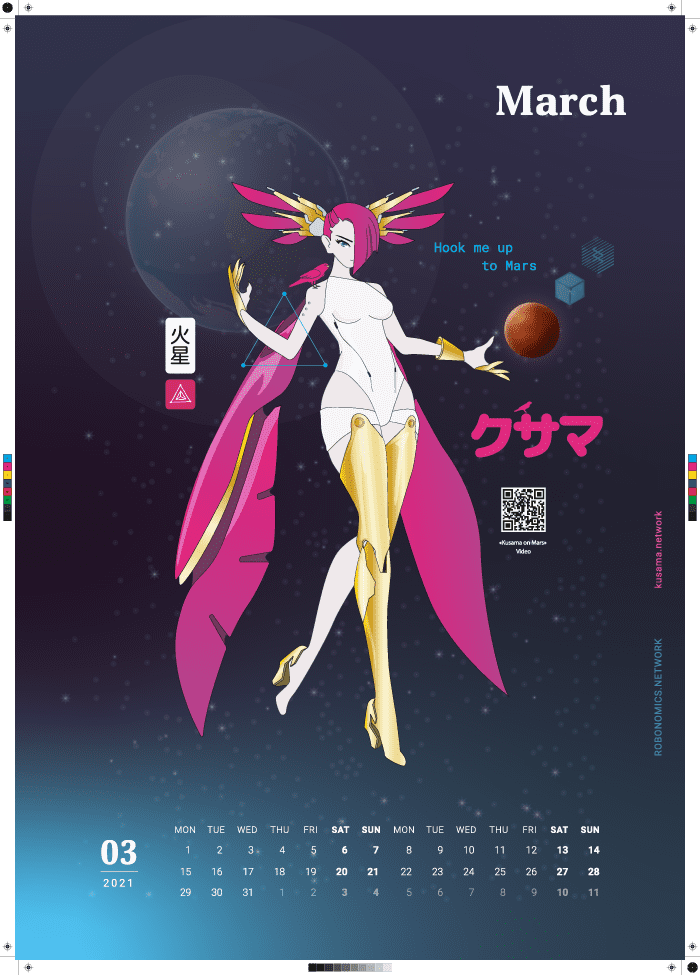 March
Hook me up
to Mars
火星
クサマ
«Kusama on Mars»
Video
kusama.network
ROBONOMICS.NETWORK
03
2021
MON TUE WED THU FRI SAT SUN MON TUE WED THU FRI SAT SUN
1 2 3 4 5 6 7 8 9 10 11 12 13 14
15 16 17 18 19 20 21 22 23 24 25 26 27 28
29 30 31 1 2 3 4 5 6 7 8 9 10 11